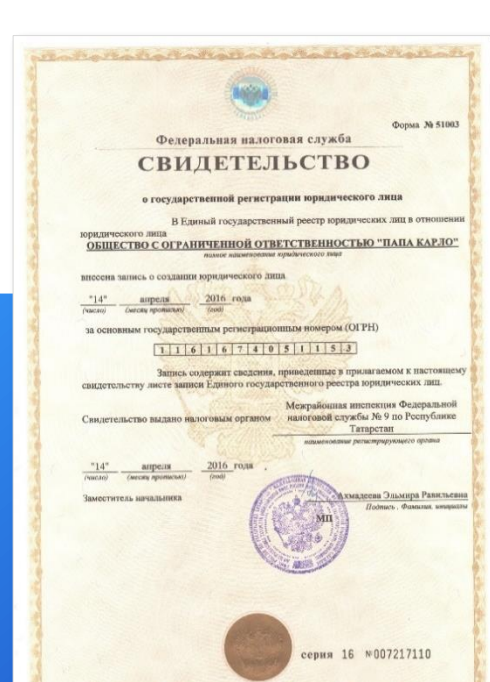 Форма № 51003
Федеральная налоговая служба
СВИДЕТЕЛЬСТВО
о государственной регистрации юридического лица
В Единый государственный реестр юридических лиц в отношении
юридического лица
ОБЩЕСТВО С ОГРАНИЧЕННОЙ ОТВЕТСТВЕННОСТЬЮ "ПАПА КАРЛО"
полное наименование юридического лица
внесена запись о создании юридического лица
"14" апреля 2016 года
(число) (месяц прописью) (год)
за основным государственным регистрационным номером (ОГРН)
1 1 6 1 6 7 4 0 5 1 1 5 3
Запись содержит сведения, приведенные в прилагаемом к настоящему
свидетельству листе записи Единого государственного реестра юридических лиц.
Свидетельство выдано налоговым органом
Межрайонная инспекция Федеральной
налоговой службы № 9 по Республике
Татарстан
наименование регистрирующего органа
"14" апреля 2016 года
(число) (месяц прописью) (год)
Заместитель начальника
Ахмадеева Эльмира Равильевна
Подпись, Фамилия, инициалы
МП
серия 16 №007217110